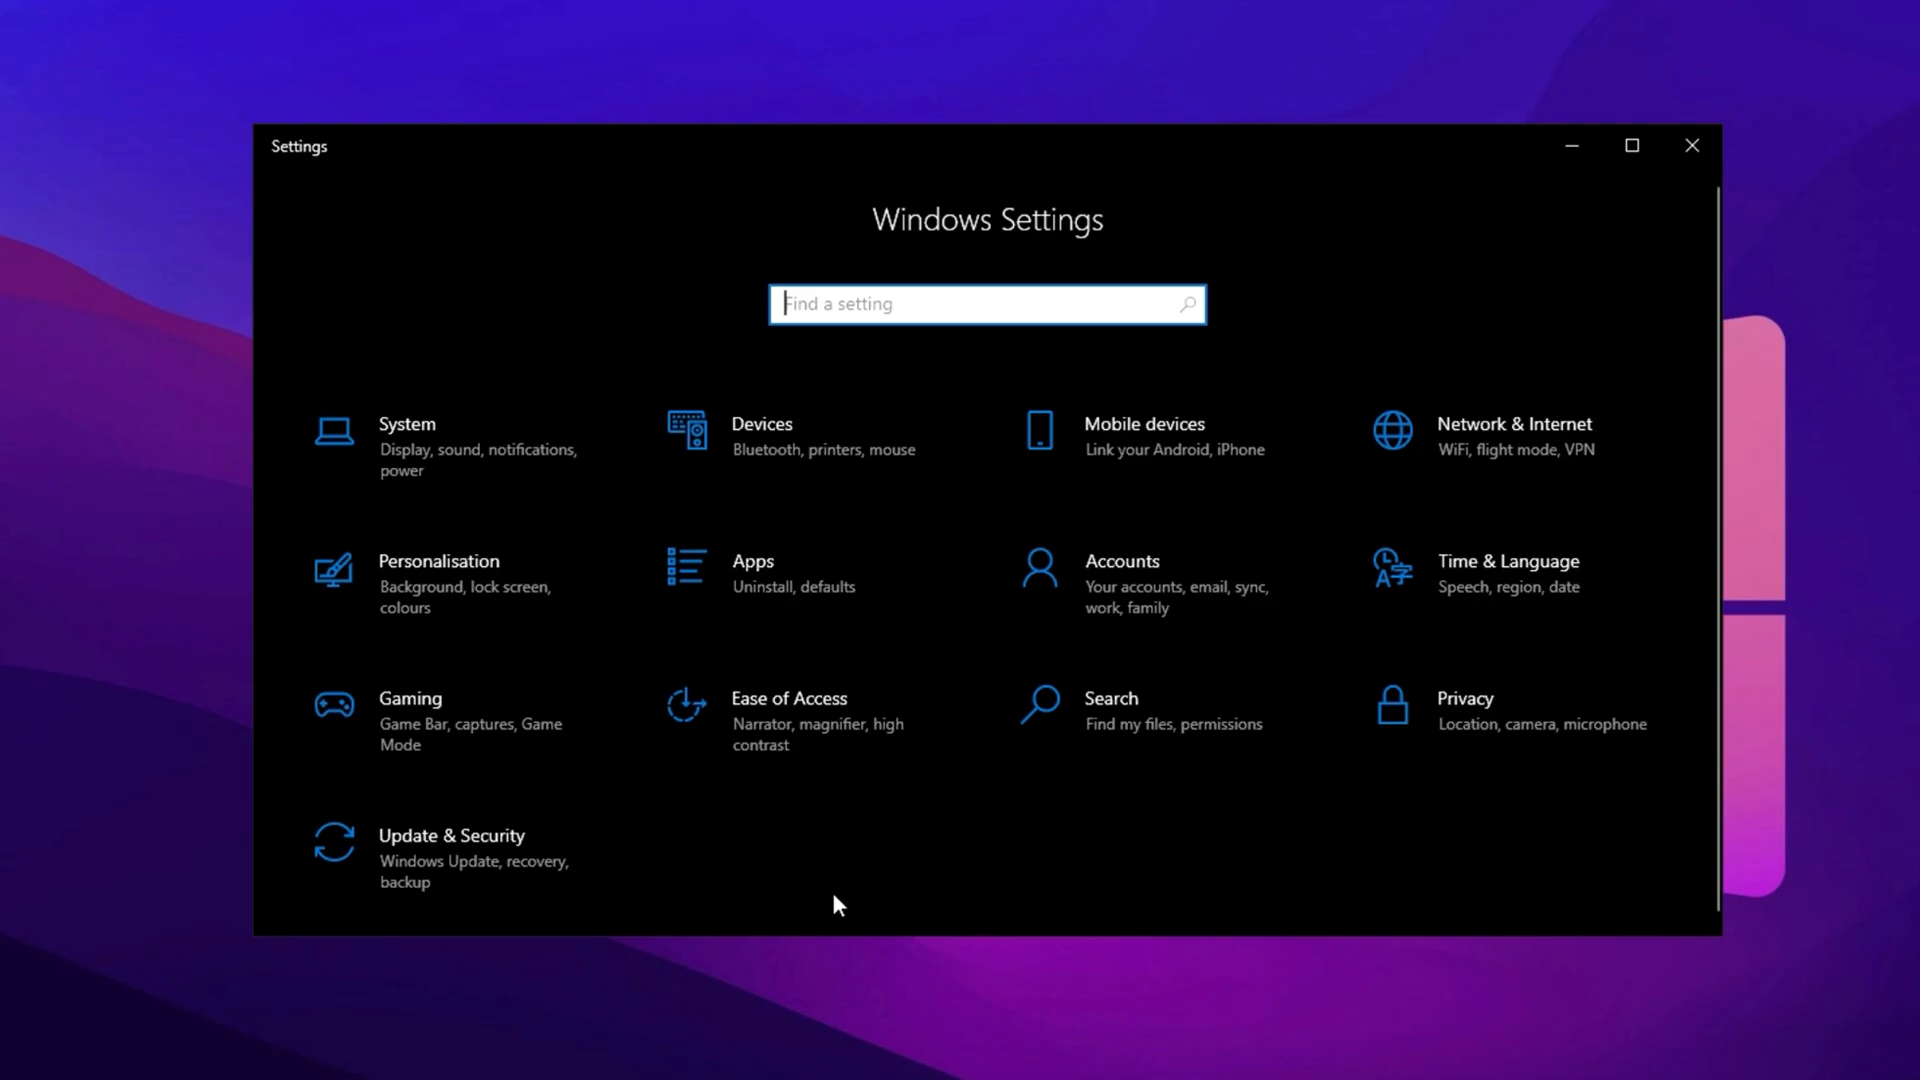 Settings
Windows Settings
Find a setting
System
Display, sound, notifications,
power
Devices
Bluetooth, printers, mouse
Mobile devices
Link your Android, iPhone
Network & Internet
WiFi, flight mode, VPN
Personalisation
Background, lock screen,
colours
Apps
Uninstall, defaults
Accounts
Your accounts, email, sync,
work, family
Time & Language
Speech, region, date
Gaming
Game Bar, captures, Game
Mode
Ease of Access
Narrator, magnifier, high
contrast
Search
Find my files, permissions
Privacy
Location, camera, microphone
Update & Security
Windows Update, recovery,
backup